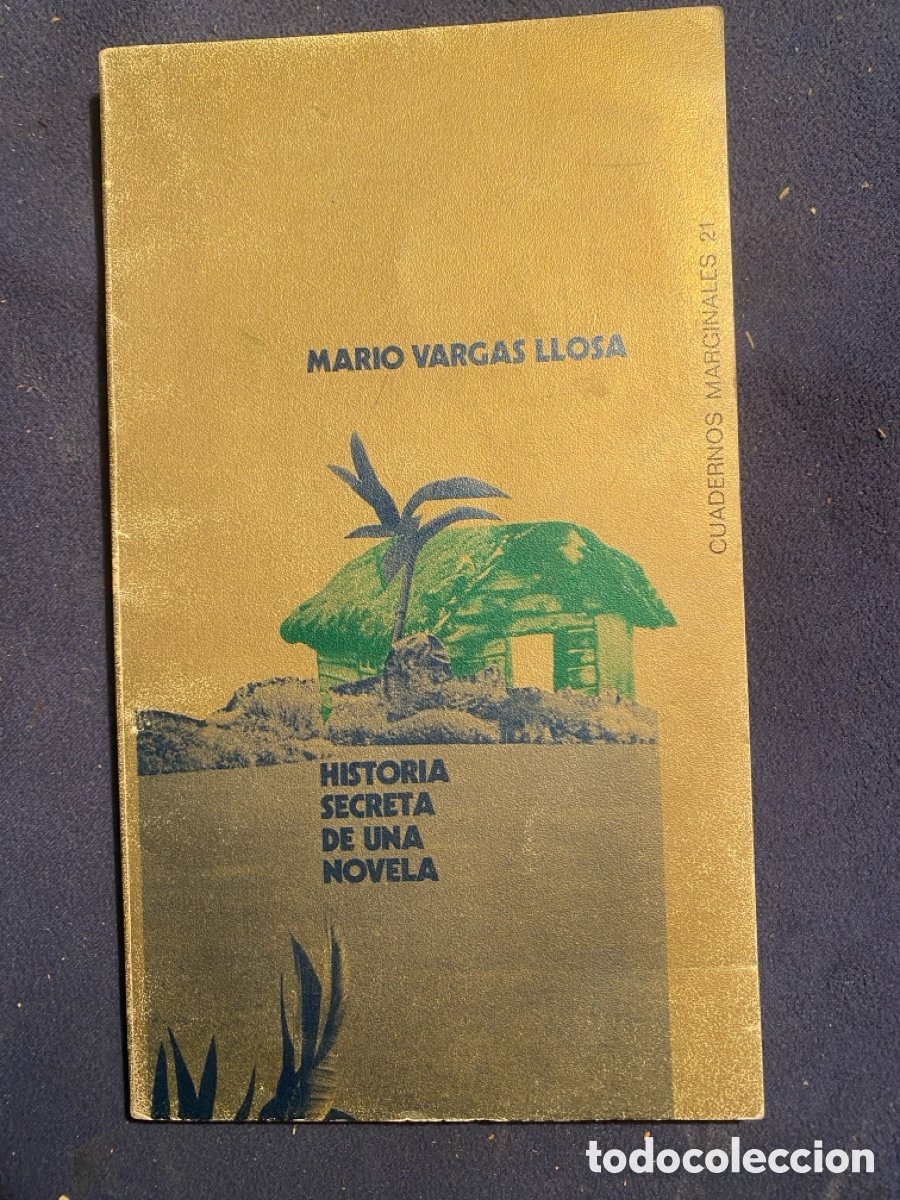 CUADERNOS MARGINALES 21
MARIO VARGAS LLOSA
HISTORIA
SECRETA
DE UNA
NOVELA
todocoleccion